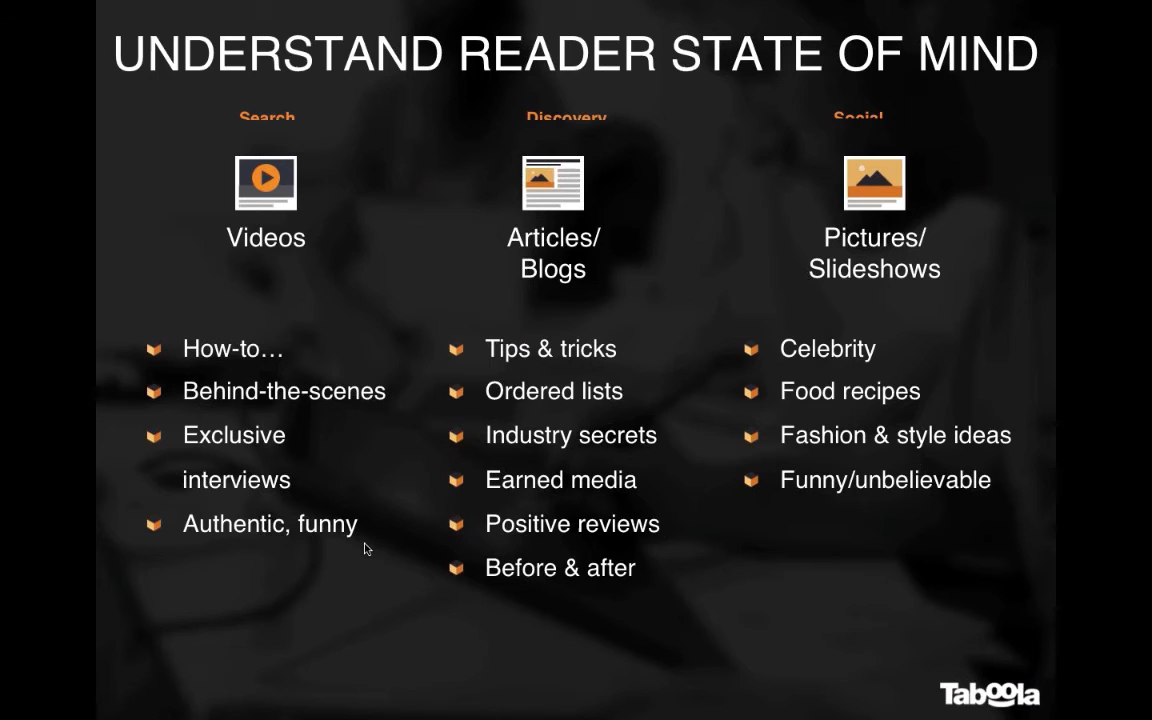 UNDERSTAND READER STATE OF MIND
Search
Discovery
Social
Videos
Articles/
Blogs
Pictures/
Slideshows
How-to…
Behind-the-scenes
Exclusive
interviews
Authentic, funny
Tips & tricks
Ordered lists
Industry secrets
Earned media
Positive reviews
Before & after
Celebrity
Food recipes
Fashion & style ideas
Funny/unbelievable
Taboola